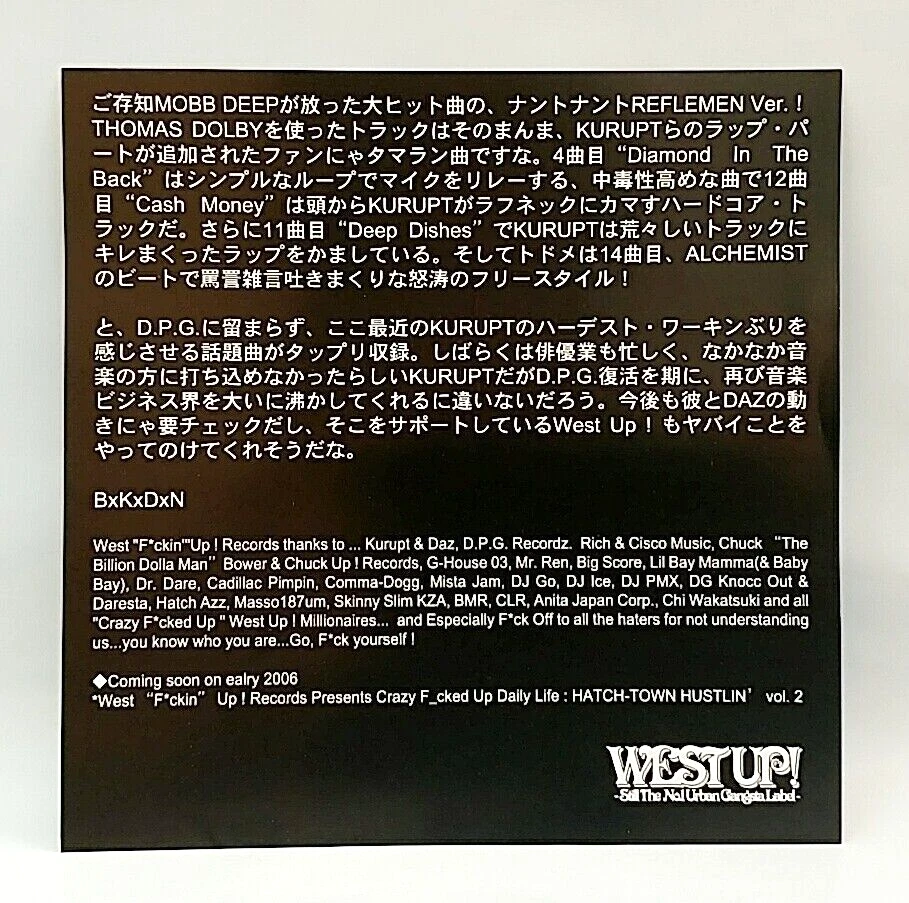 ご存知MOBB DEEPが放った大ヒット曲の、ナントナントREFLEMEN Ver.！
THOMAS DOLBYを使ったトラックはそのまんま、KURUPTらのラップ・パ
ートが追加されたファンにゃタマラン曲ですな。4曲目“Diamond In The
Back”はシンプルなループでマイクをリレーする、中毒性高めな曲で12曲
目“Cash Money”は頭からKURUPTがラフネックにカマすハードコア・ト
ラックだ。さらに11曲目“Deep Dishes”でKURUPTは荒々しいトラックに
キレまくったラップをかましている。そしてトドメは14曲目、ALCHEMIST
のビートで罵詈雑言吐きまくりな怒涛のフリースタイル！
と、D.P.G.に留まらず、ここ最近のKURUPTのハーデスト・ワーキンぶりを
感じさせる話題曲がタップリ収録。しばらくは俳優業も忙しく、なかなか音
楽の方に打ち込めなかったらしいKURUPTだがD.P.G.復活を期に、再び音楽
ビジネス界を大いに沸かしてくれるに違いないだろう。今後も彼とDAZの動
きにゃ要チェックだし、そこをサポートしているWest Up！もヤバイことを
やってのけてくれそうだな。
BxKxDxN
West "F*ckin'"Up ! Records thanks to ... Kurupt & Daz, D.P.G. Recordz. Rich & Cisco Music, Chuck “The
Billion Dolla Man” Bower & Chuck Up ! Records, G-House 03, Mr. Ren, Big Score, Lil Bay Mamma(& Baby
Bay), Dr. Dare, Cadillac Pimpin, Comma-Dogg, Mista Jam, DJ Go, DJ Ice, DJ PMX, DG Knocc Out &
Daresta, Hatch Azz, Masso187um, Skinny Slim KZA, BMR, CLR, Anita Japan Corp., Chi Wakatsuki and all
"Crazy F*cked Up " West Up ! Millionaires... and Especially F*ck Off to all the haters for not understanding
us...you know who you are...Go, F*ck yourself !
◆Coming soon on ealry 2006
*West “F*ckin” Up ! Records Presents Crazy F_cked Up Daily Life : HATCH-TOWN HUSTLIN’ vol. 2
WEST UP!
- Still The No.1 Urban Gangsta Label -